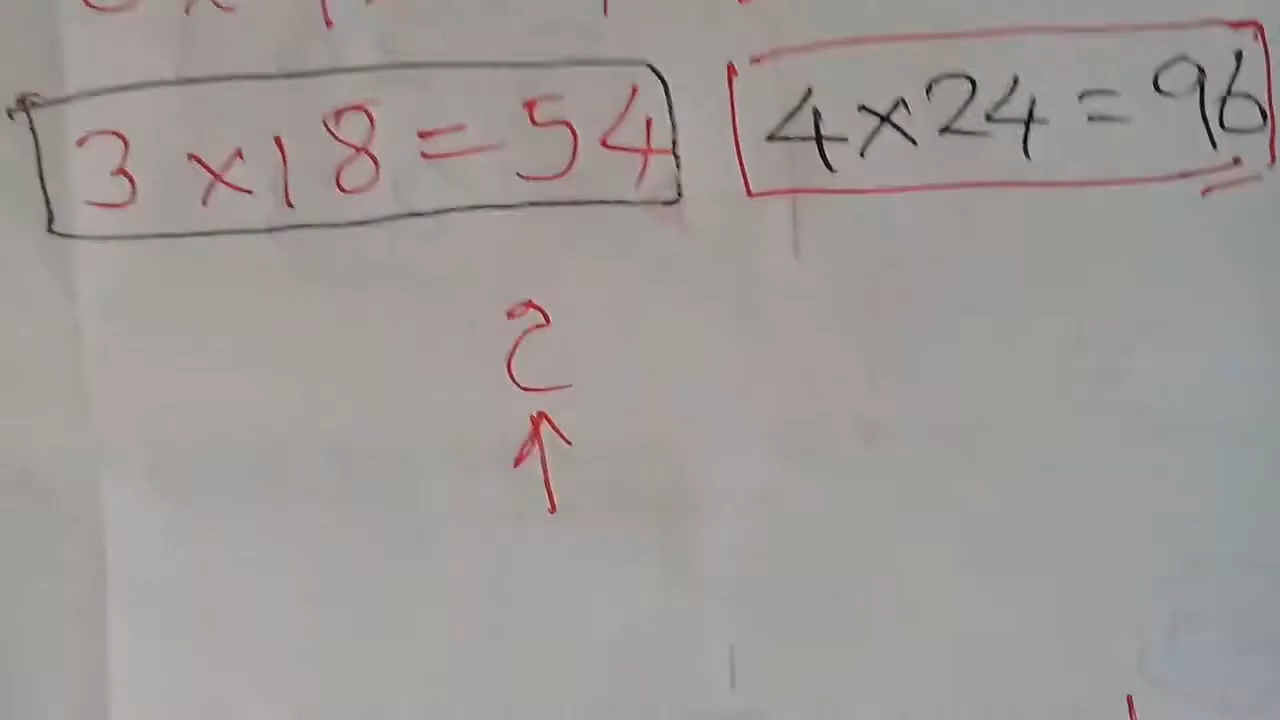 3 x 18 = 54
4 x 24 = 96
2
↑